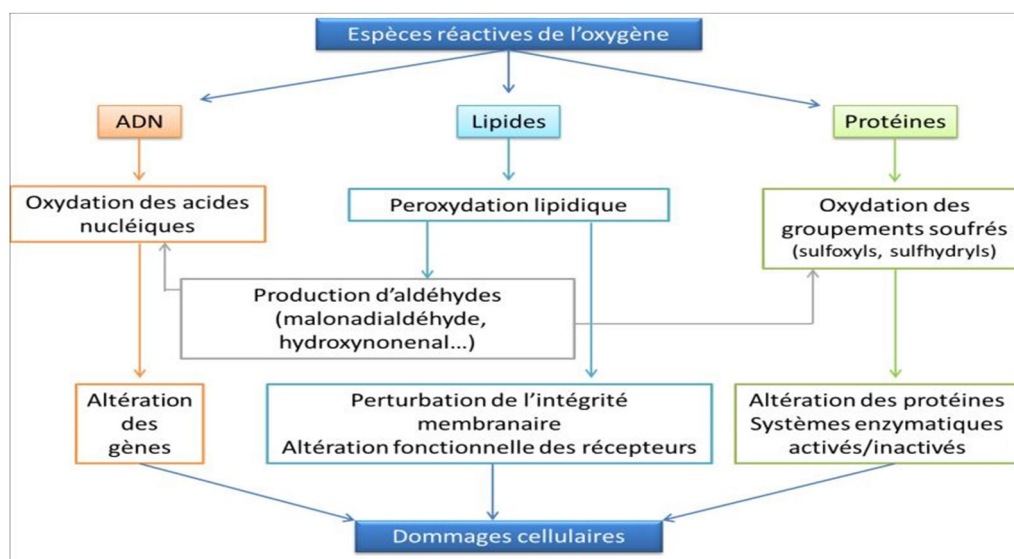 Espèces réactives de l'oxygène
ADN
Lipides
Protéines
Oxydation des acides
nucléiques
Peroxydation lipidique
Oxydation des
groupements soufrés
(sulfoxyls, sulfhydryls)
Production d'aldéhydes
(malonadialdéhyde,
hydroxynonenal...)
Altération
des
gènes
Perturbation de l'intégrité
membranaire
Altération fonctionnelle des récepteurs
Altération des protéines
Systèmes enzymatiques
activés/inactivés
Dommages cellulaires